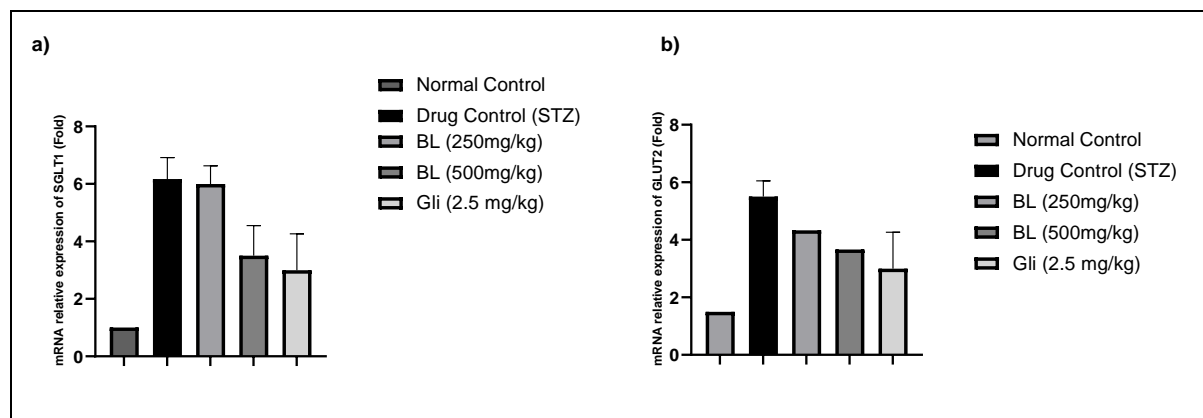 a)
Normal Control
Drug Control (STZ)
BL (250mg/kg)
BL (500mg/kg)
Gli (2.5 mg/kg)
mRNA relative expression of SGLT1 (Fold)
8
6
4
2
0
b)
Normal Control
Drug Control (STZ)
BL (250mg/kg)
BL (500mg/kg)
Gli (2.5 mg/kg)
mRNA relative expression of GLUT2 (Fold)
8
6
4
2
0